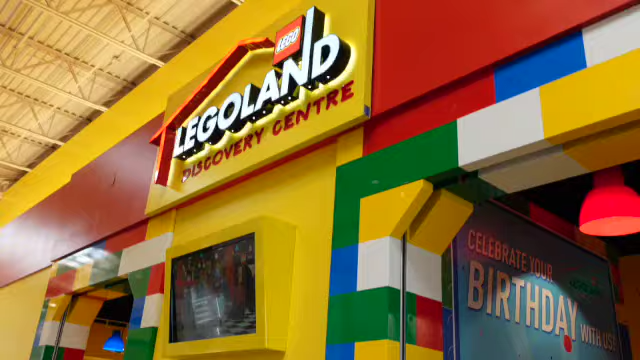 LEGO
LEGOLAND
DISCOVERY CENTRE
CELEBRATE YOUR
BIRTHDAY
WITH US!